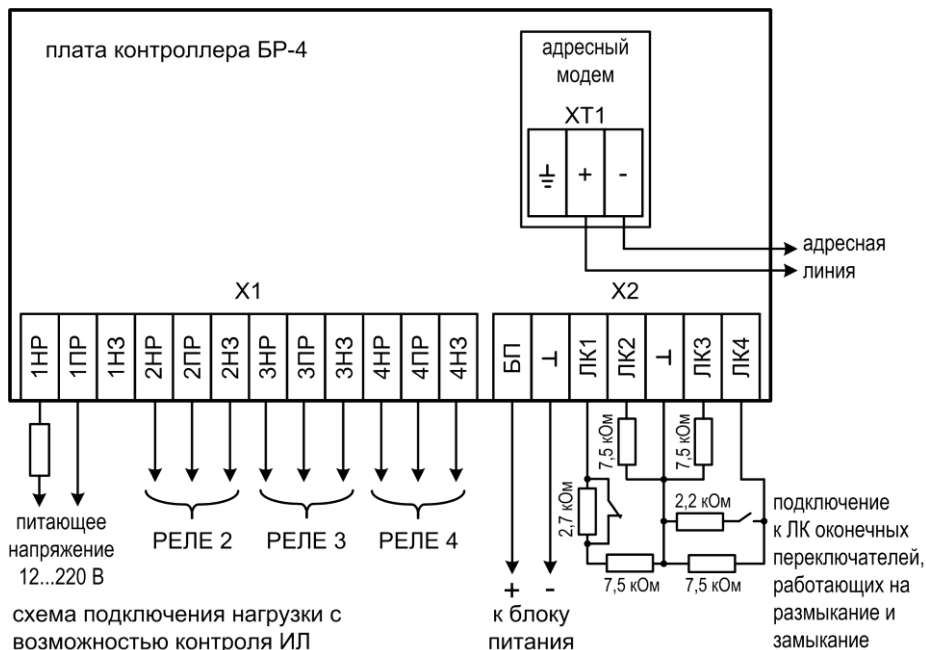 плата контроллера БР-4
адресный
модем
XT1
+
-
адресная
линия
X1
X2
1НР
1ПР
1НЗ
2НР
2ПР
2НЗ
3НР
3ПР
3НЗ
4НР
4ПР
4НЗ
БП
⊥
ЛК1
ЛК2
⊥
ЛК3
ЛК4
7,5 кОм
7,5 кОм
2,7 кОм
2,2 кОм
7,5 кОм
7,5 кОм
питающее
напряжение
12...220 В
РЕЛЕ 2
РЕЛЕ 3
РЕЛЕ 4
+
-
к блоку
питания
подключение
к ЛК оконечных
переключателей,
работающих на
размыкание и
замыкание
схема подключения нагрузки с
возможностью контроля ИЛ